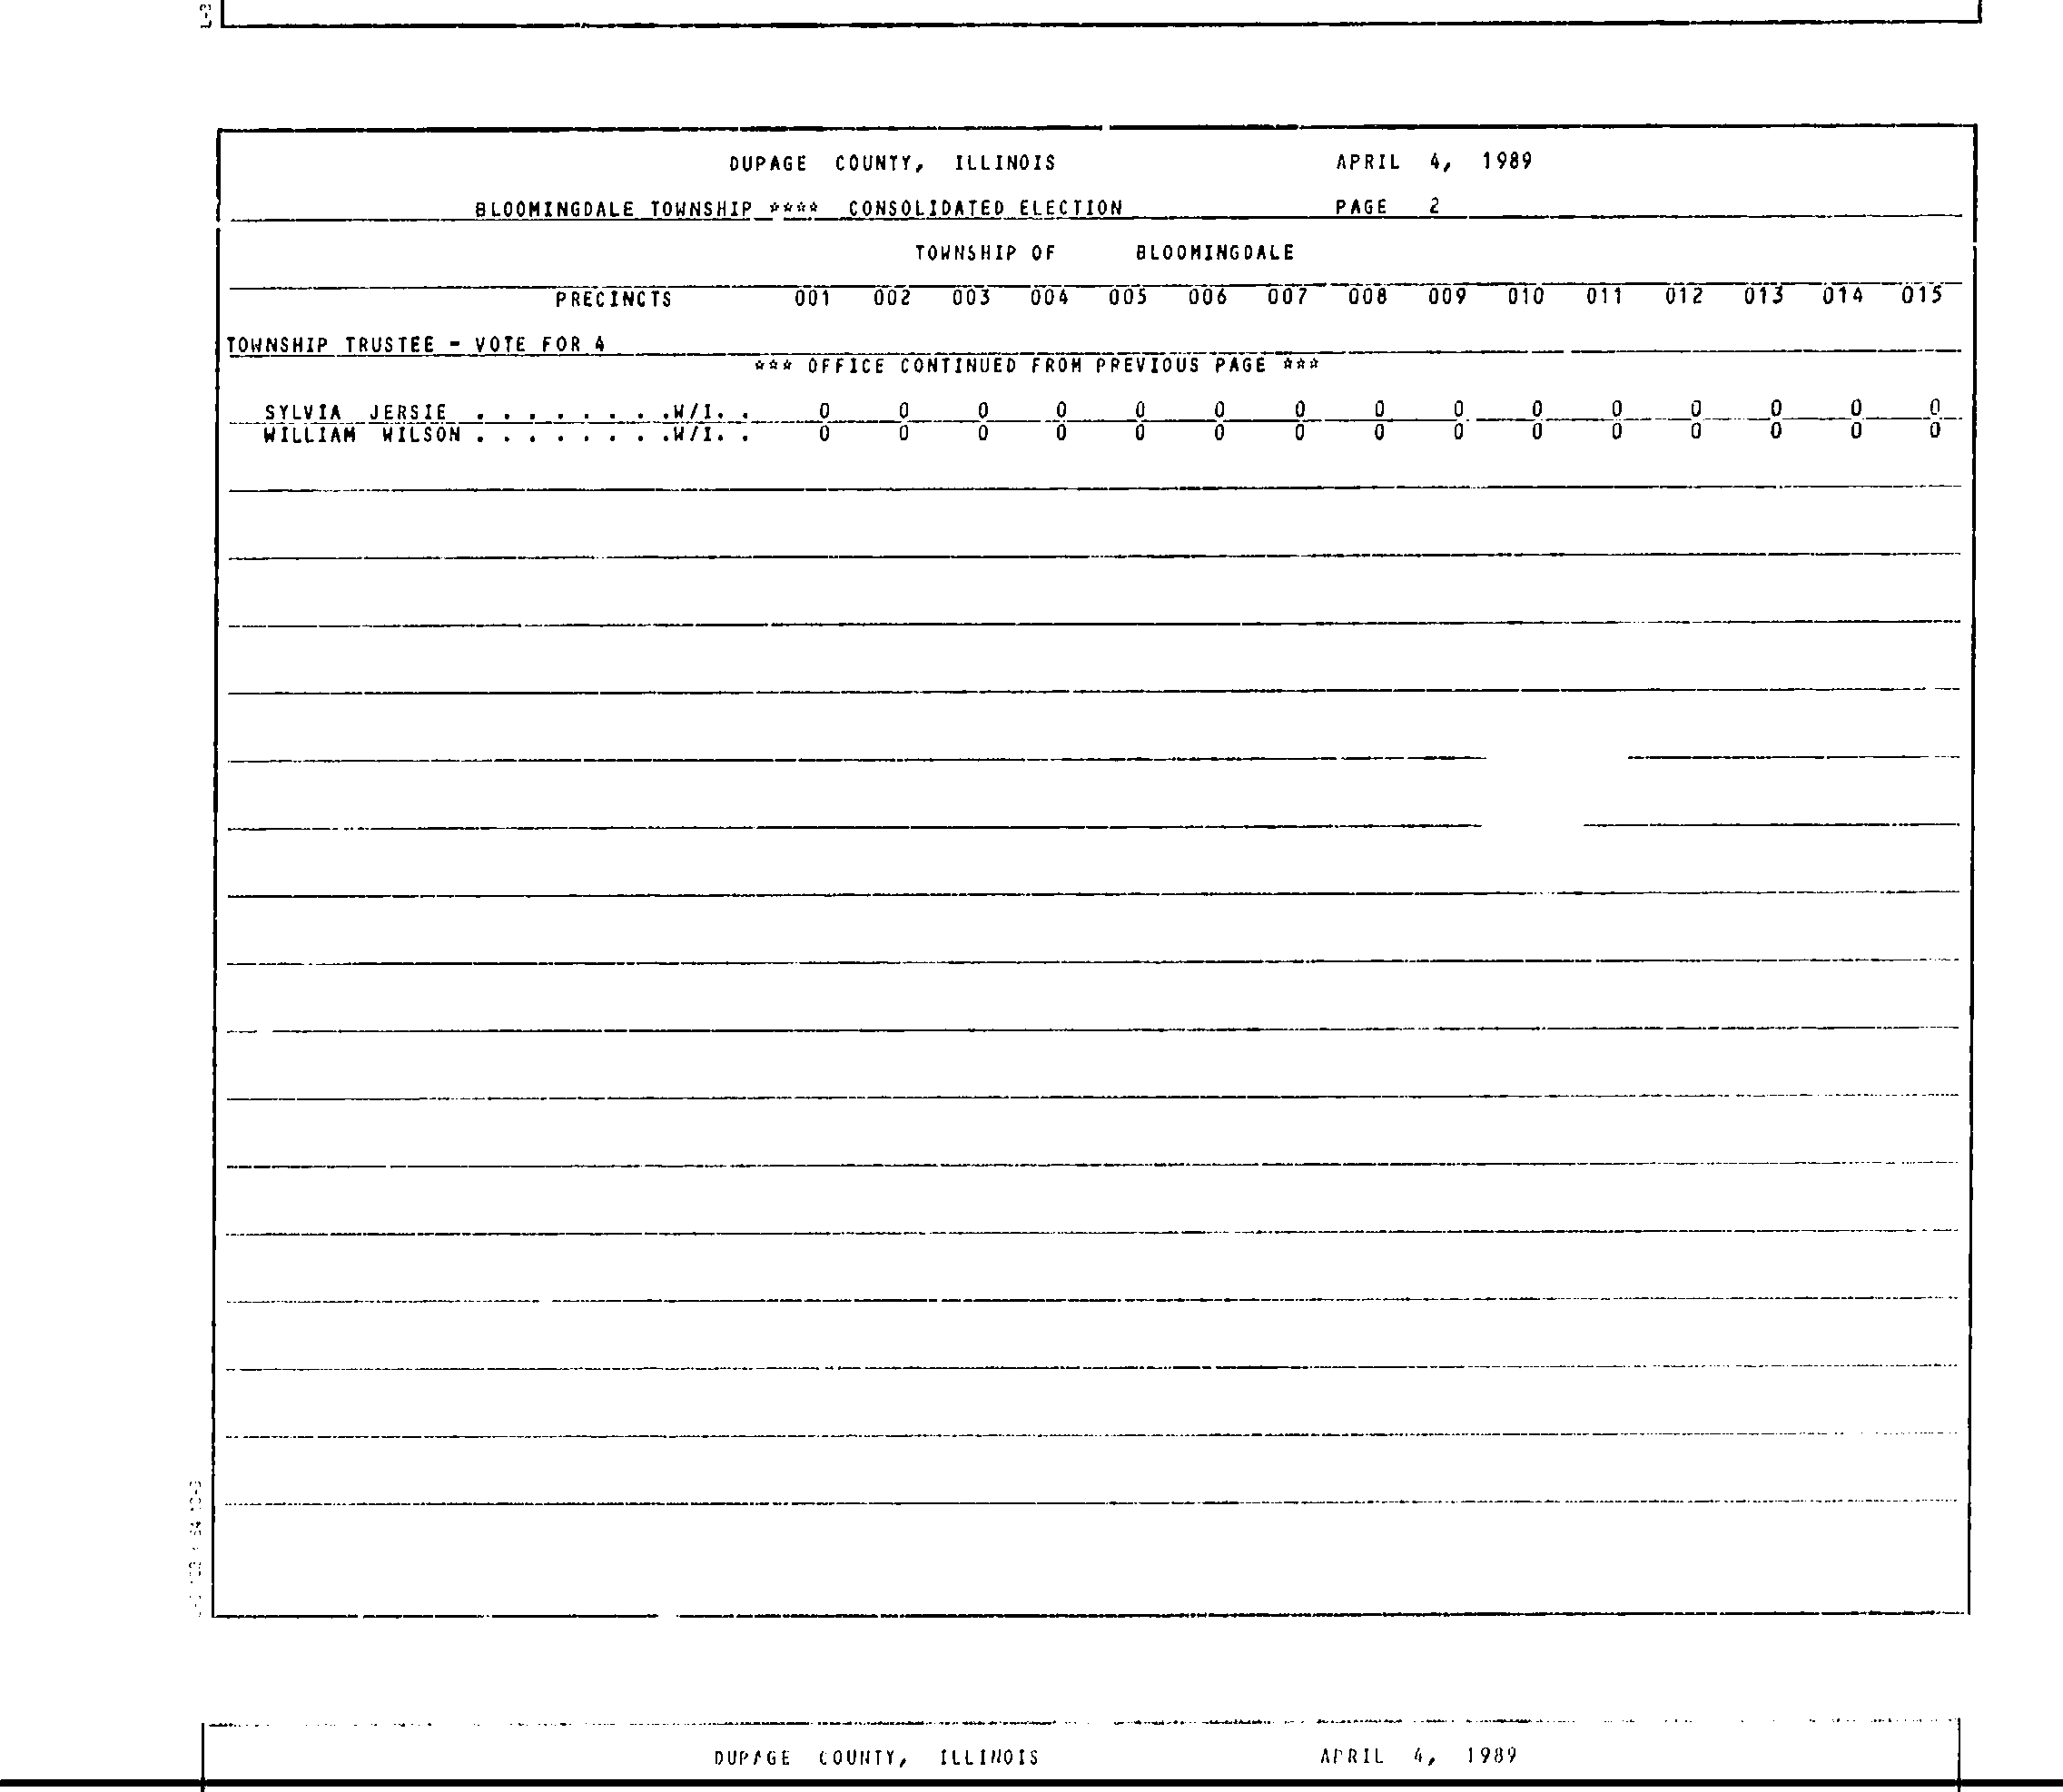 DUPAGE COUNTY, ILLINOIS APRIL 4, 1989
BLOOMINGDALE TOWNSHIP **** CONSOLIDATED ELECTION PAGE 2
TOWNSHIP OF BLOOMINGDALE
PRECINCTS 001 002 003 004 005 006 007 008 009 010 011 012 013 014 015
TOWNSHIP TRUSTEE - VOTE FOR 4
*** OFFICE CONTINUED FROM PREVIOUS PAGE ***
SYLVIA JERSIE . . . . . . . .W/I. . 0 0 0 0 0 0 0 0 0 0 0 0 0 0 0
WILLIAM WILSON . . . . . . . .W/I. . 0 0 0 0 0 0 0 0 0 0 0 0 0 0 0
DUPAGE COUNTY, ILLINOIS APRIL 4, 1989